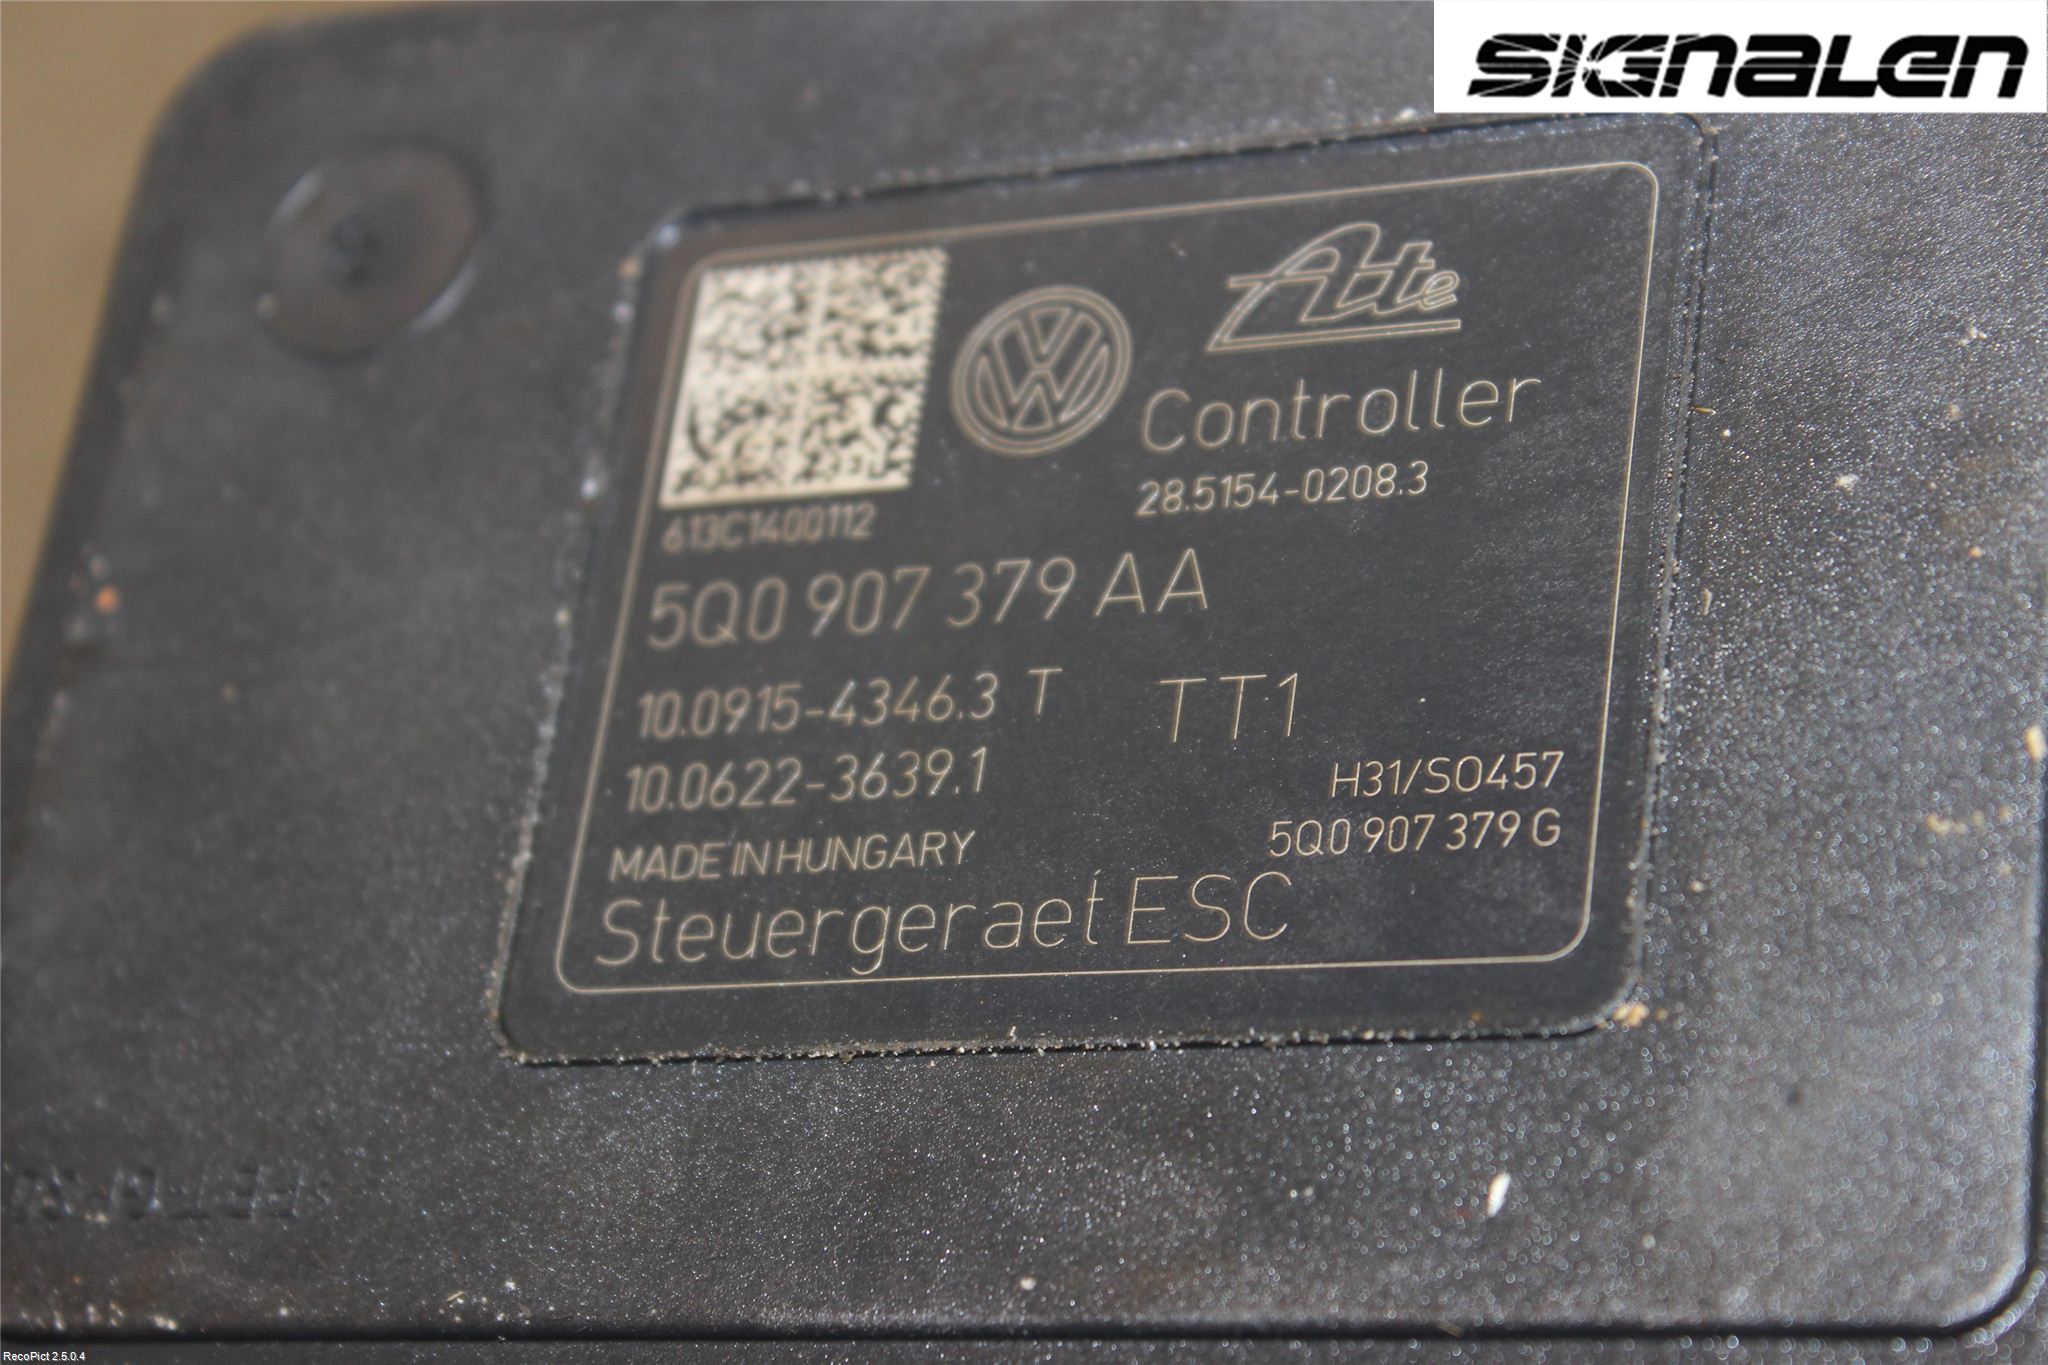 SIGNALEN
Ate
Controller
28.5154-0208.3
613C1400112
5Q0 907 379 AA
10.0915-4346.3 T TT1
10.0622-3639.1
H31/SO457
MADE IN HUNGARY
5Q0 907 379 G
Steuergeraet ESC
RecoPict 2.5.0.4